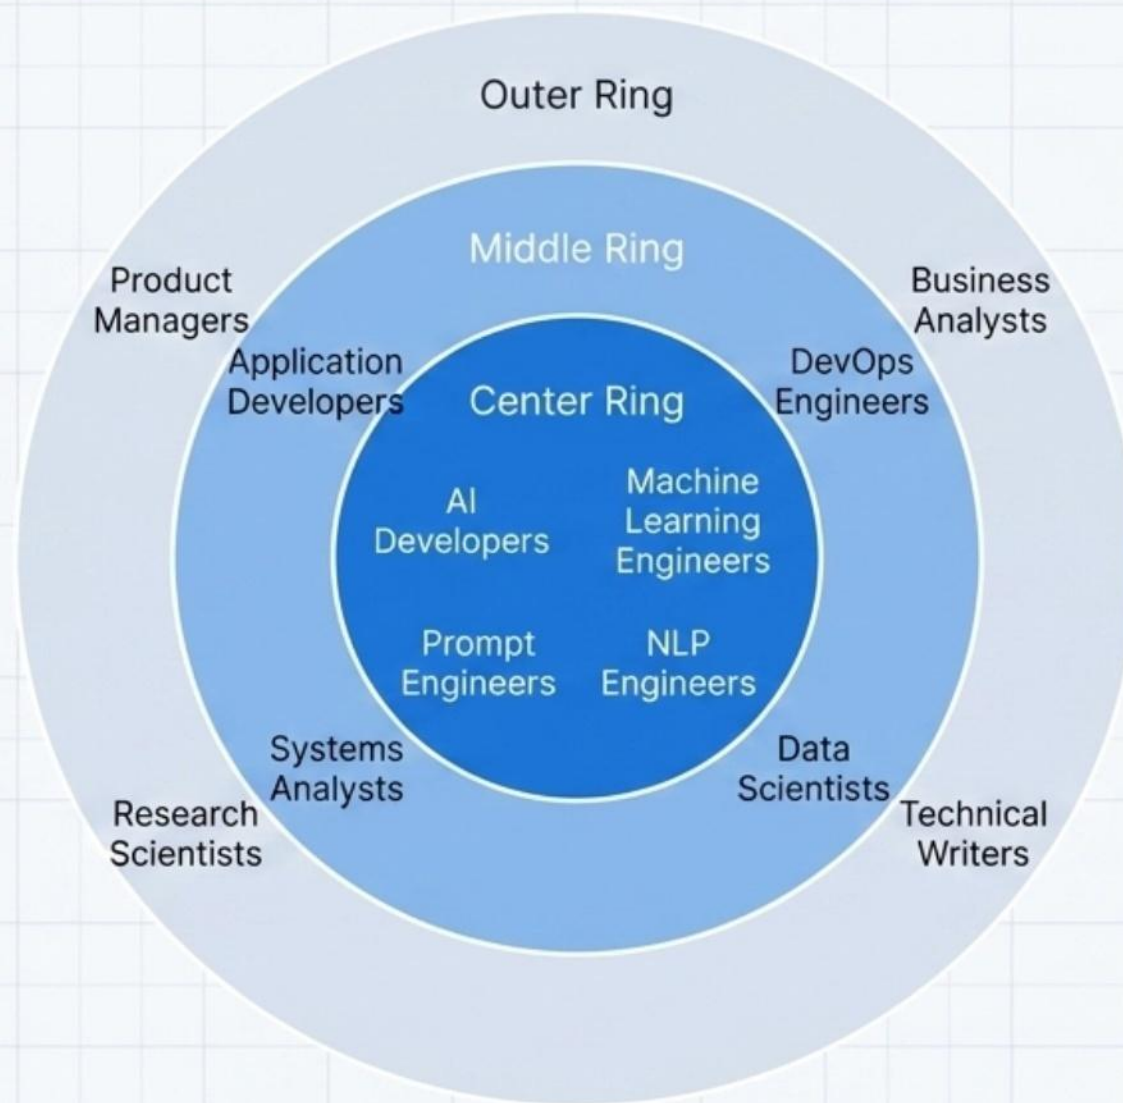 Outer Ring
Middle Ring
Product
Managers
Business
Analysts
Application
Developers
DevOps
Engineers
Center Ring
AI
Developers
Machine
Learning
Engineers
Prompt
Engineers
NLP
Engineers
Systems
Analysts
Data
Scientists
Research
Scientists
Technical
Writers